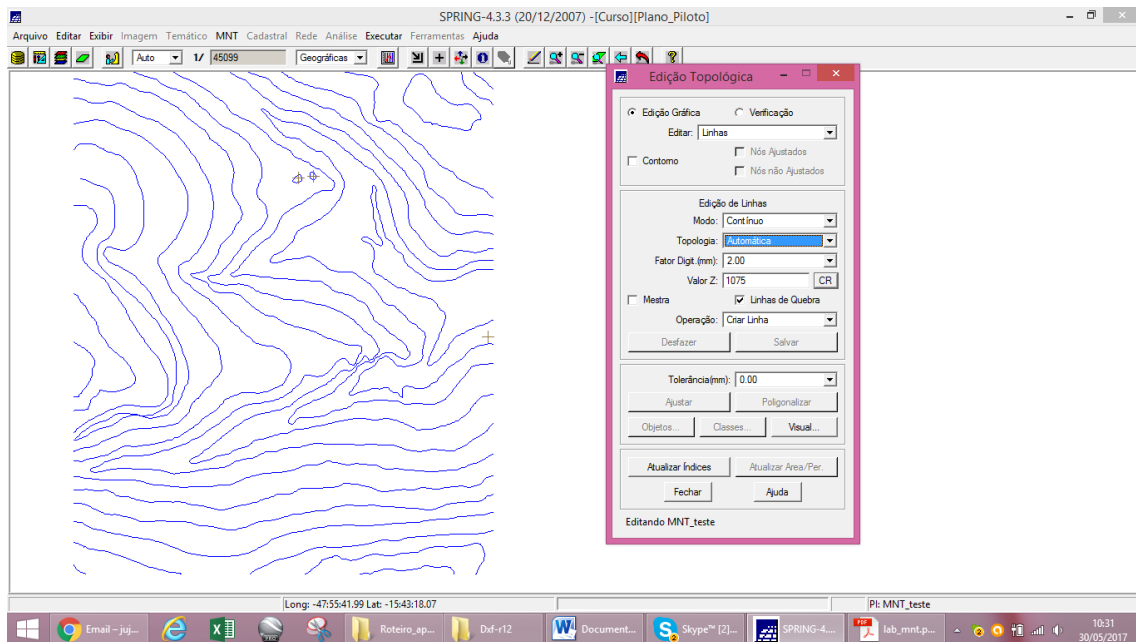 SPRING-4.3.3 (20/12/2007) -[Curso][Plano_Piloto]
Arquivo Editar Exibir Imagem Temático MNT Cadastral Rede Análise Executar Ferramentas Ajuda
Auto 1/ 45099 Geográficas
Edição Topológica
Edição Gráfica Verificação
Editar: Linhas
Nós Ajustados
Contorno
Nós não Ajustados
Edição de Linhas
Modo: Contínuo
Topologia: Automática
Fator Digit.(mm): 2.00
Valor Z: 1075 CR
Mestra Linhas de Quebra
Operação: Criar Linha
Desfazer Salvar
Tolerância(mm): 0.00
Ajustar Poligonalizar
Objetos... Classes... Visual...
Atualizar Índices Atualizar Area/Per.
Fechar Ajuda
Editando MNT_teste
Long: -47:55:41.99 Lat: -15:43:18.07 PI: MNT_teste
Email – juj... Roteiro_ap... Dxf-r12 Document... Skype™ [2]... SPRING-4.... lab_mnt.p...
10:31
30/05/2017